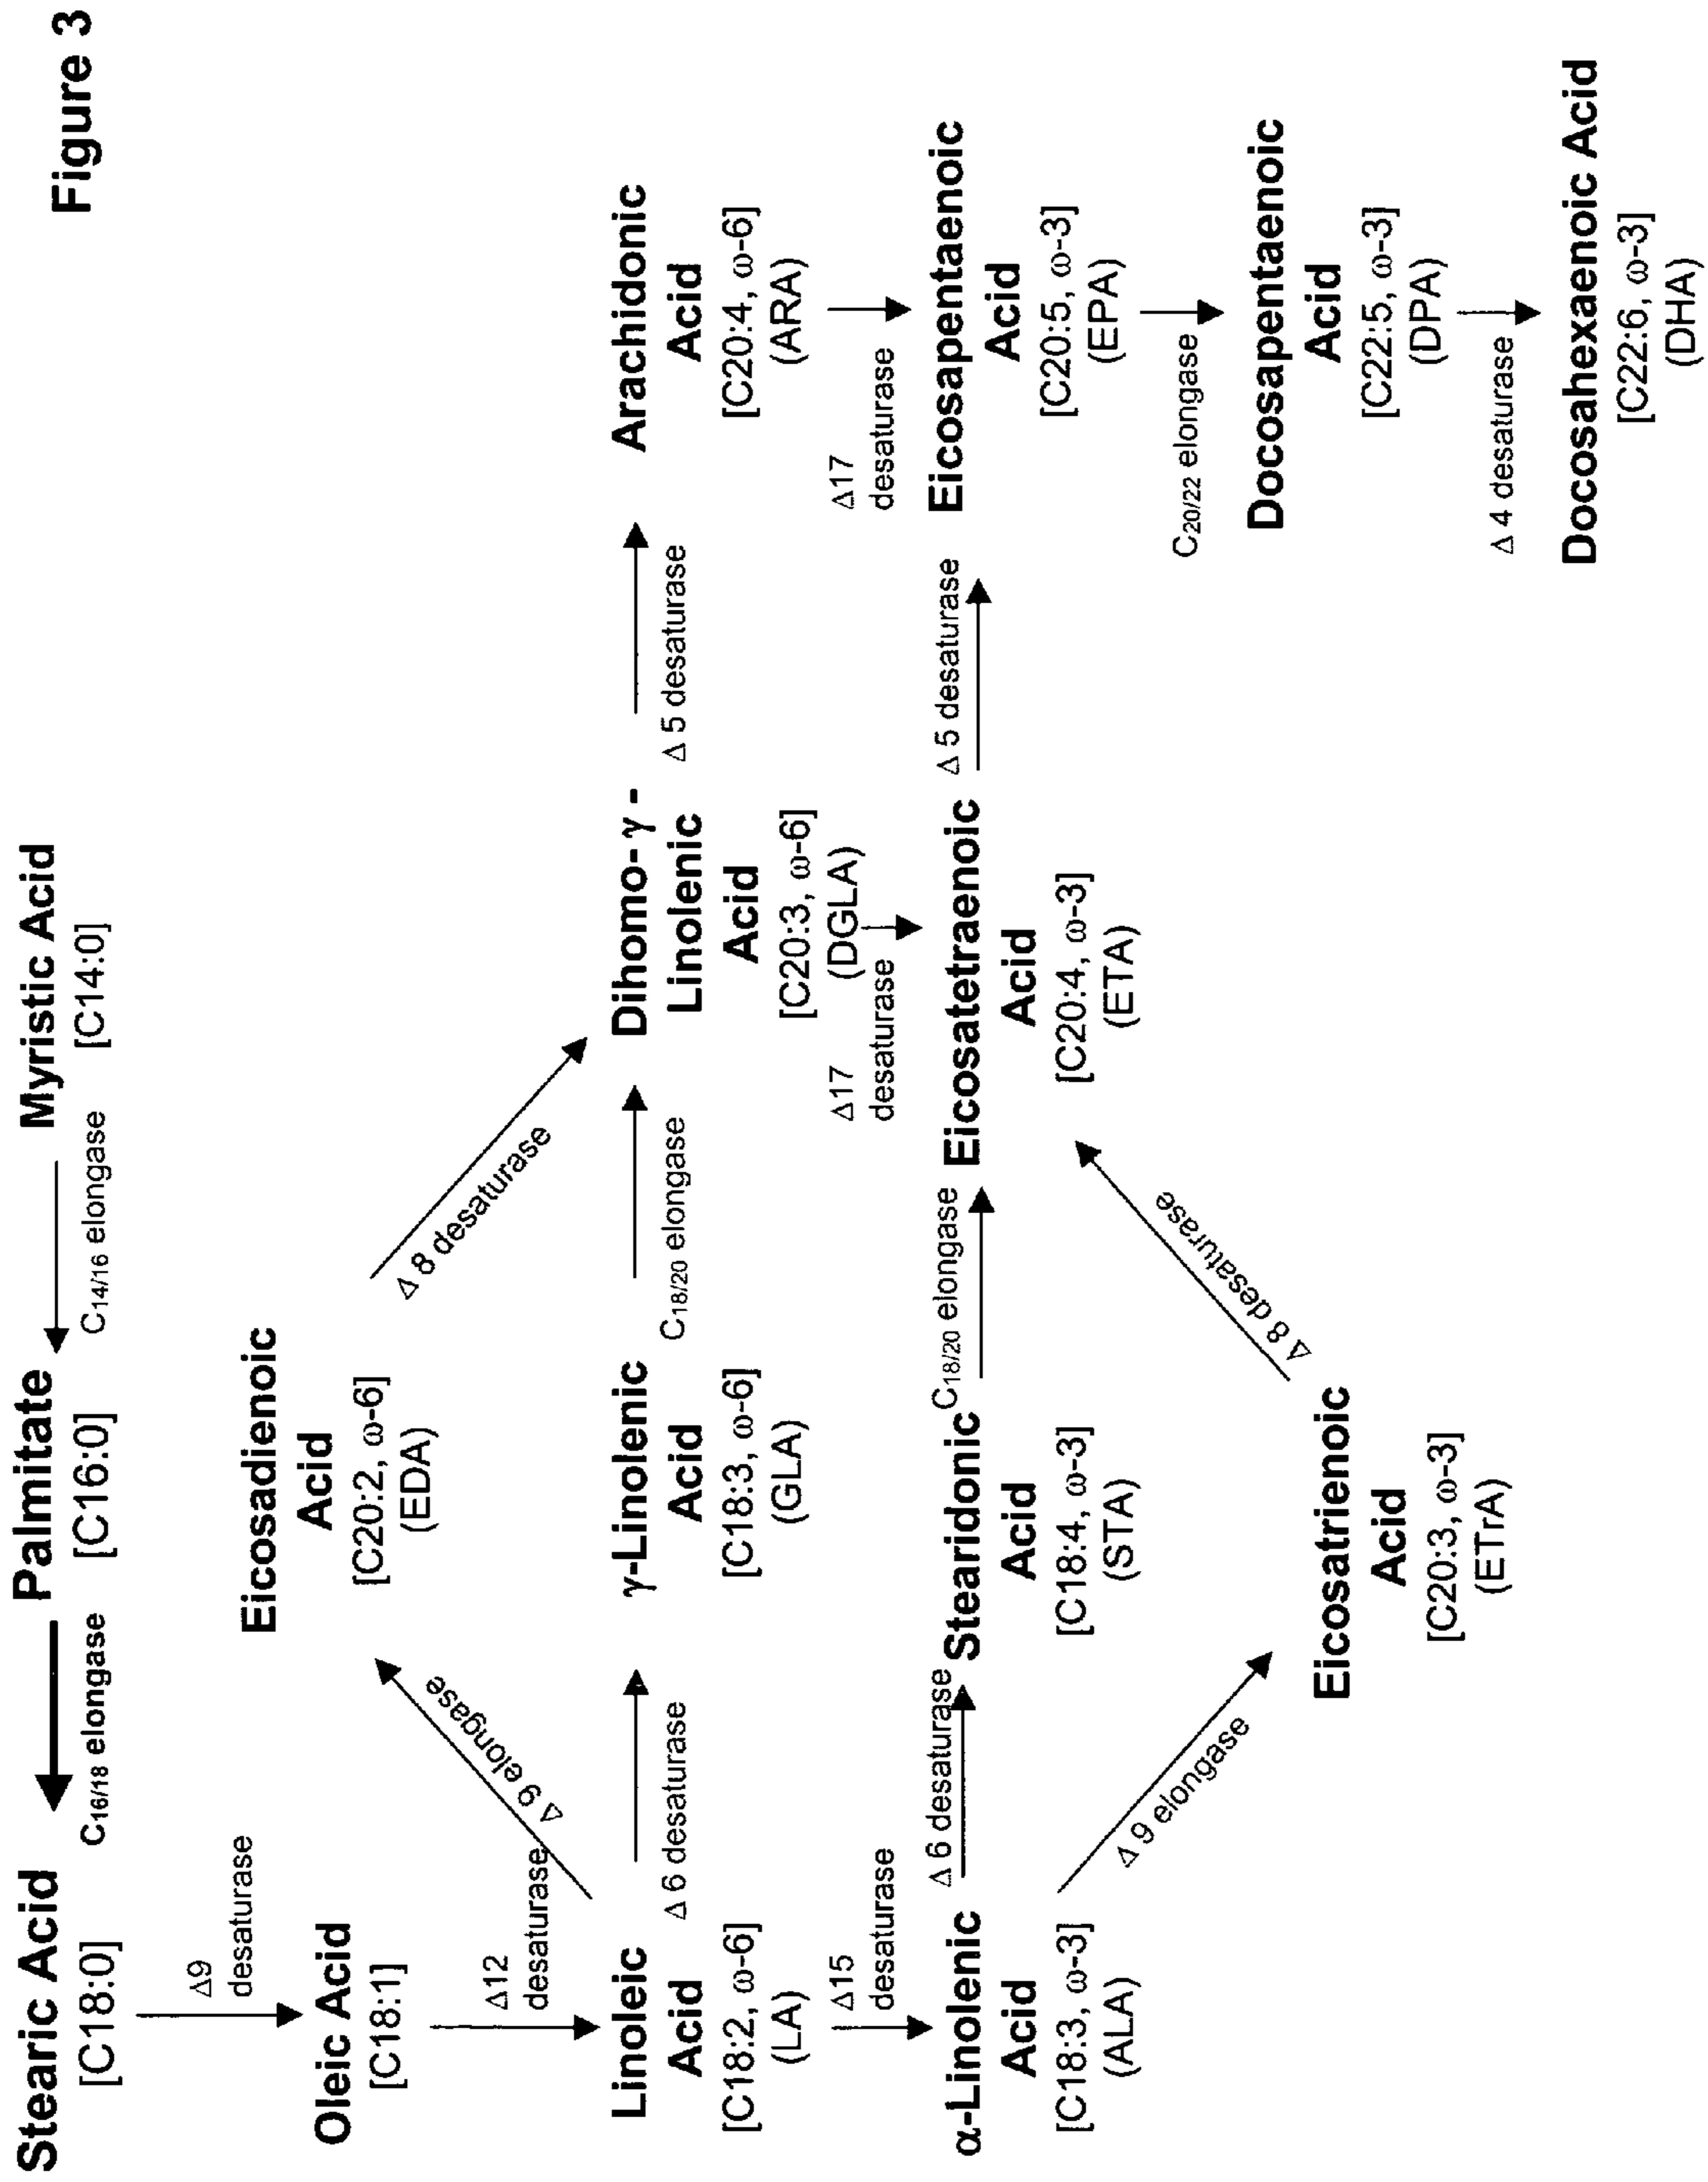 Figure 3
Stearic Acid
[C18:0]
C16/18 elongase
Palmitate
[C16:0]
C14/16 elongase
Myristic Acid
[C14:0]
Δ9
desaturase
Oleic Acid
[C18:1]
Δ12
desaturase
Δ 9 elongase
Eicosadienoic
Acid
[C20:2, ω-6]
(EDA)
Δ 8 desaturase
Linoleic
Acid
[C18:2, ω-6]
(LA)
Δ 6 desaturase
γ-Linolenic
Acid
[C18:3, ω-6]
(GLA)
C18/20 elongase
Dihomo- γ -
Linolenic
Acid
[C20:3, ω-6]
(DGLA)
Δ 5 desaturase
Arachidonic
Acid
[C20:4, ω-6]
(ARA)
Δ15
desaturase
Δ17
desaturase
Δ17
desaturase
α-Linolenic
Acid
[C18:3, ω-3]
(ALA)
Δ 6 desaturase
Stearidonic
Acid
[C18:4, ω-3]
(STA)
C18/20 elongase
Eicosatetraenoic
Acid
[C20:4, ω-3]
(ETA)
Δ 5 desaturase
Eicosapentaenoic
Acid
[C20:5, ω-3]
(EPA)
Δ 9 elongase
Eicosatrienoic
Acid
[C20:3, ω-3]
(ETrA)
Δ 8 desaturase
C20/22 elongase
Docosapentaenoic
Acid
[C22:5, ω-3]
(DPA)
Δ 4 desaturase
Docosahexaenoic Acid
[C22:6, ω-3]
(DHA)